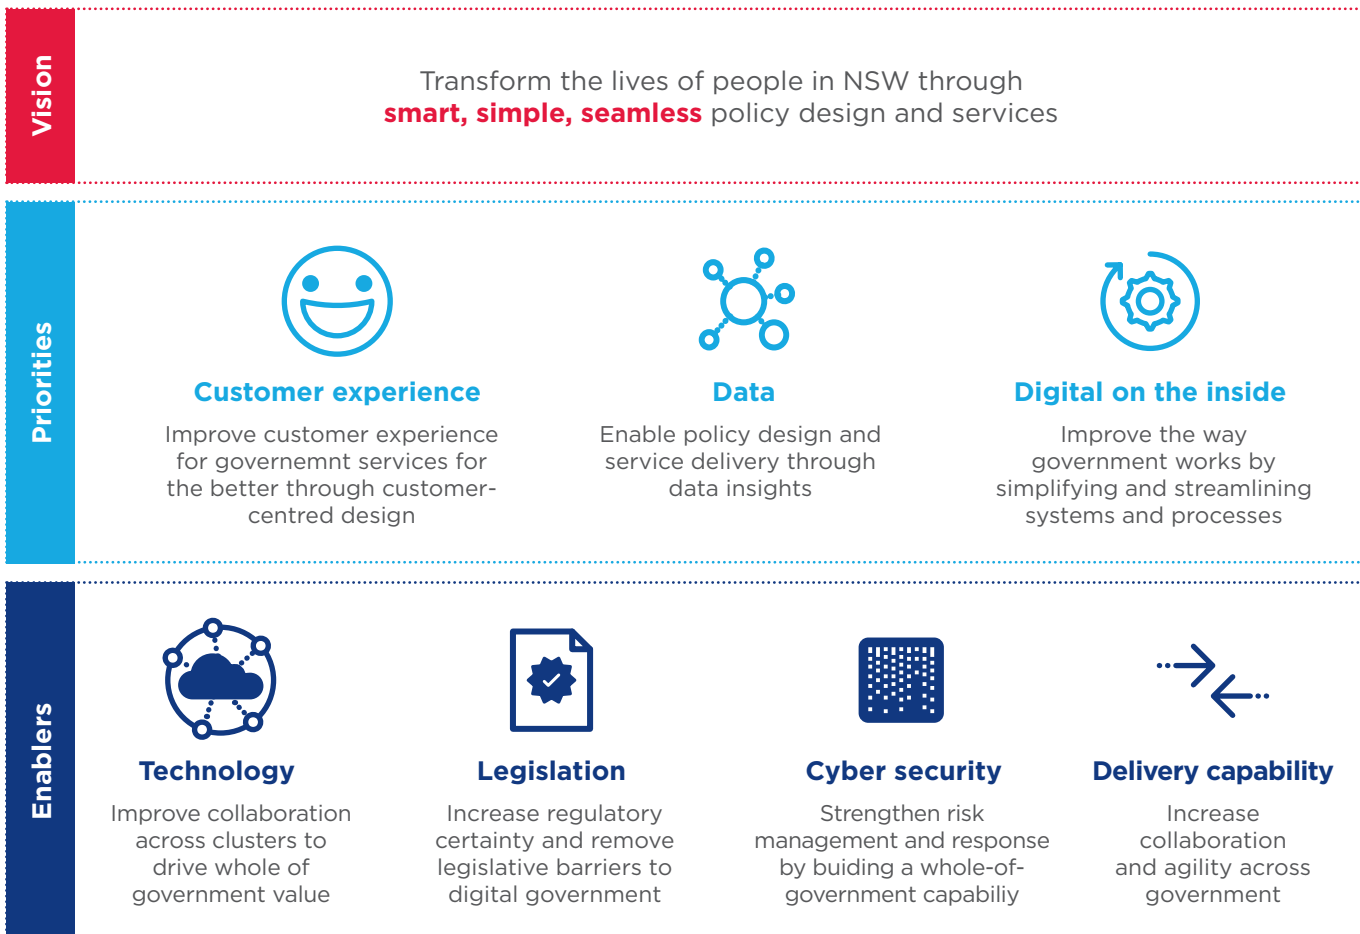 Vision
Transform the lives of people in NSW through
smart, simple, seamless policy design and services
Priorities
Customer experience
Improve customer experience
for governemnt services for
the better through customer-
centred design
Data
Enable policy design and
service delivery through
data insights
Digital on the inside
Improve the way
government works by
simplifying and streamlining
systems and processes
Enablers
Technology
Improve collaboration
across clusters to
drive whole of
government value
Legislation
Increase regulatory
certainty and remove
legislative barriers to
digital government
Cyber security
Strengthen risk
management and response
by buiding a whole-of-
government capabiliy
Delivery capability
Increase
collaboration
and agility across
government